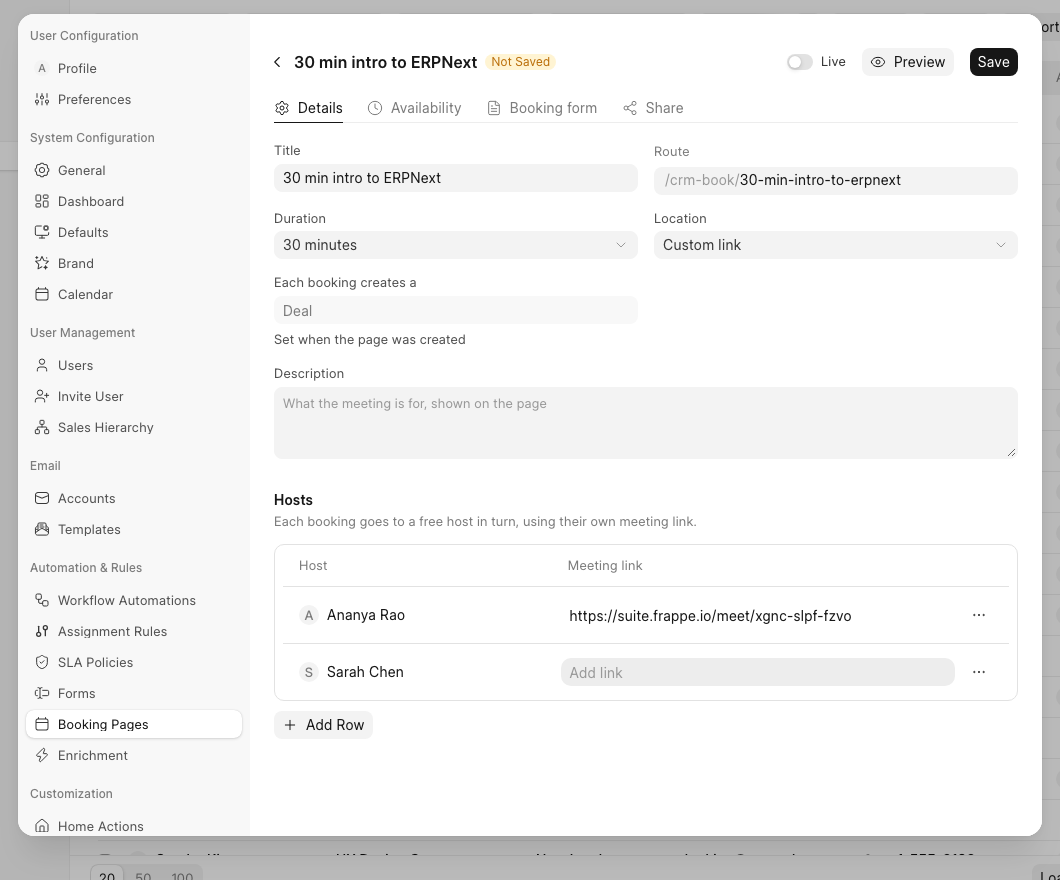 User Configuration
A Profile
Preferences
System Configuration
General
Dashboard
Defaults
Brand
Calendar
User Management
Users
Invite User
Sales Hierarchy
Email
Accounts
Templates
Automation & Rules
Workflow Automations
Assignment Rules
SLA Policies
Forms
Booking Pages
Enrichment
Customization
Home Actions
30 min intro to ERPNext Not Saved Live Preview Save
Details Availability Booking form Share
Title Route
30 min intro to ERPNext /crm-book/30-min-intro-to-erpnext
Duration Location
30 minutes Custom link
Each booking creates a
Deal
Set when the page was created
Description
What the meeting is for, shown on the page
Hosts
Each booking goes to a free host in turn, using their own meeting link.
Host Meeting link
A Ananya Rao https://suite.frappe.io/meet/xgnc-slpf-fzvo
S Sarah Chen Add link
Add Row
20 50 100